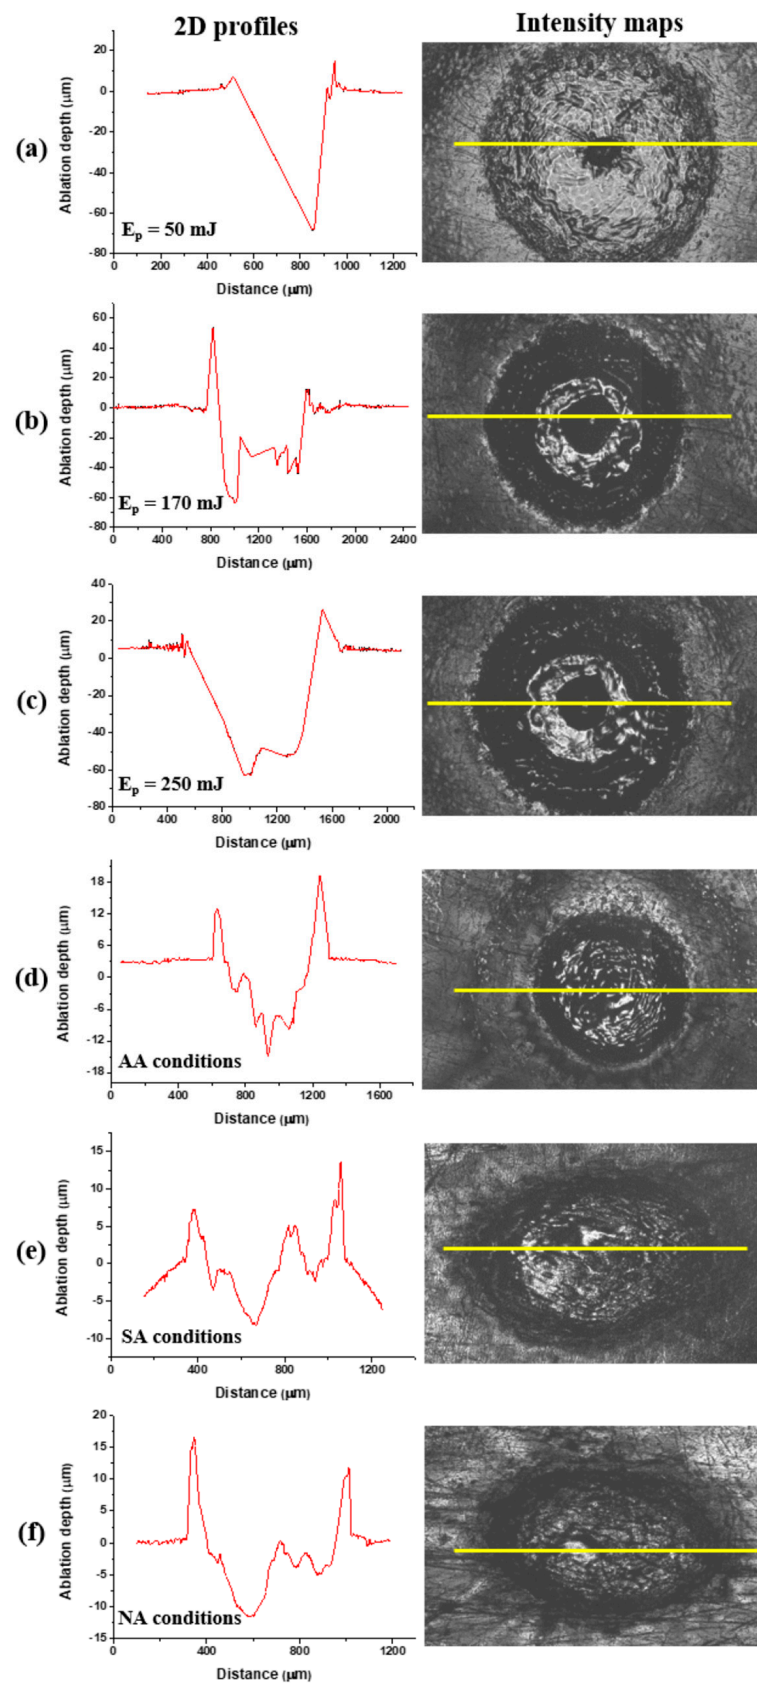 2D profiles
Intensity maps
(a)
Ablation depth (μm)
20
0
-20
-40
-60
-80
E_p = 50 mJ
0 200 400 600 800 1000 1200
Distance (μm)
(b)
Ablation depth (μm)
60
40
20
0
-20
-40
-60
-80
E_p = 170 mJ
0 400 800 1200 1600 2000 2400
Distance (μm)
(c)
Ablation depth (μm)
40
20
0
-20
-40
-60
-80
E_p = 250 mJ
0 400 800 1200 1600 2000
Distance (μm)
(d)
Ablation depth (μm)
18
12
6
0
-6
-12
-18
AA conditions
0 400 800 1200 1600
Distance (μm)
(e)
Ablation depth (μm)
15
10
5
0
-5
-10
SA conditions
0 400 800 1200
Distance (μm)
(f)
Ablation depth (μm)
20
15
10
5
0
-5
-10
-15
NA conditions
0 400 800 1200
Distance (μm)